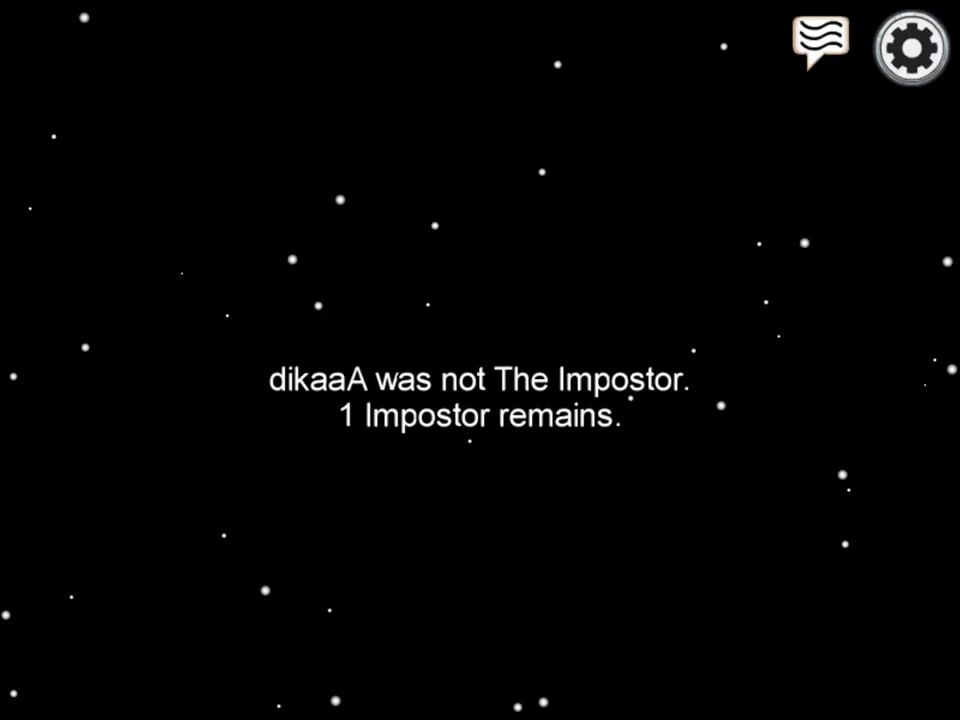 dikaaA was not The Impostor.
1 Impostor remains.